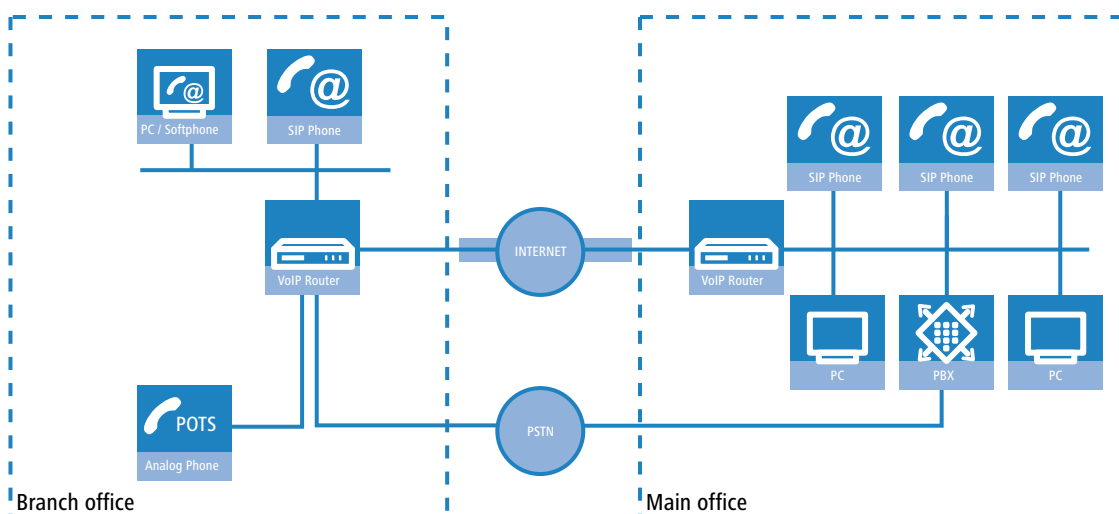 @
PC / Softphone
@
SIP Phone
VoIP Router
POTS
Analog Phone
Branch office
INTERNET
PSTN
@
SIP Phone
@
SIP Phone
@
SIP Phone
VoIP Router
PC
PBX
PC
Main office